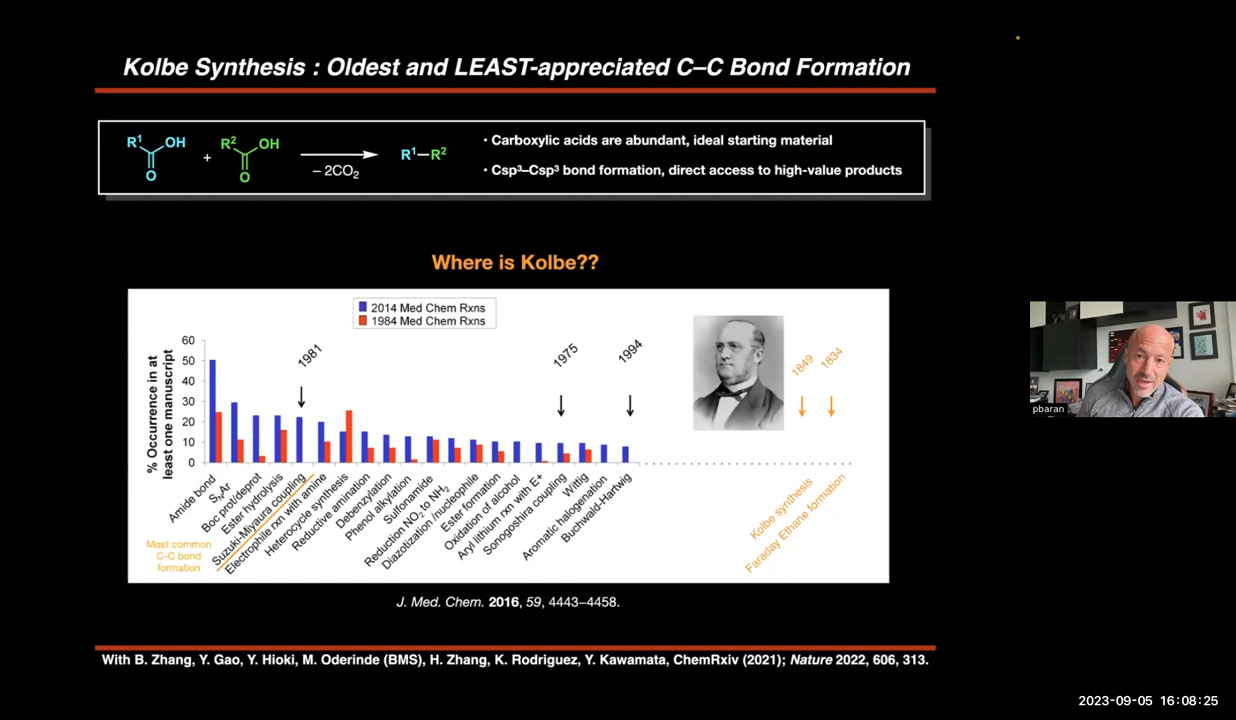 Kolbe Synthesis : Oldest and LEAST-appreciated C–C Bond Formation
R¹ OH O + R² OH O – 2CO₂ R¹–R²
• Carboxylic acids are abundant, ideal starting material
• Csp³–Csp³ bond formation, direct access to high-value products
Where is Kolbe??
2014 Med Chem Rxns
1984 Med Chem Rxns
% Occurrence in at
least one manuscript
60
50
40
30
20
10
0
1981
1975
1994
1849
1834
Amide bond
SNAr
Boc prot/deprot
Ester hydrolysis
Suzuki-Miyaura coupling
Electrophile rxn with amine
Heterocycle synthesis
Reductive amination
Debenzylation
Phenol alkylation
Sulfonamide
Reduction NO₂ to NH₂
Diazotization /nucleophile
Ester formation
Oxidation of alcohol
Aryl lithium rxn with E+
Sonogoshira coupling
Wittig
Aromatic halogenation
Buchwald-Hartwig
Kolbe synthesis
Faraday Ethane formation
Most common
C-C bond
formation
J. Med. Chem. 2016, 59, 4443–4458.
With B. Zhang, Y. Gao, Y. Hioki, M. Oderinde (BMS), H. Zhang, K. Rodriguez, Y. Kawamata, ChemRxiv (2021); Nature 2022, 606, 313.
pbaran
2023-09-05 16:08:25